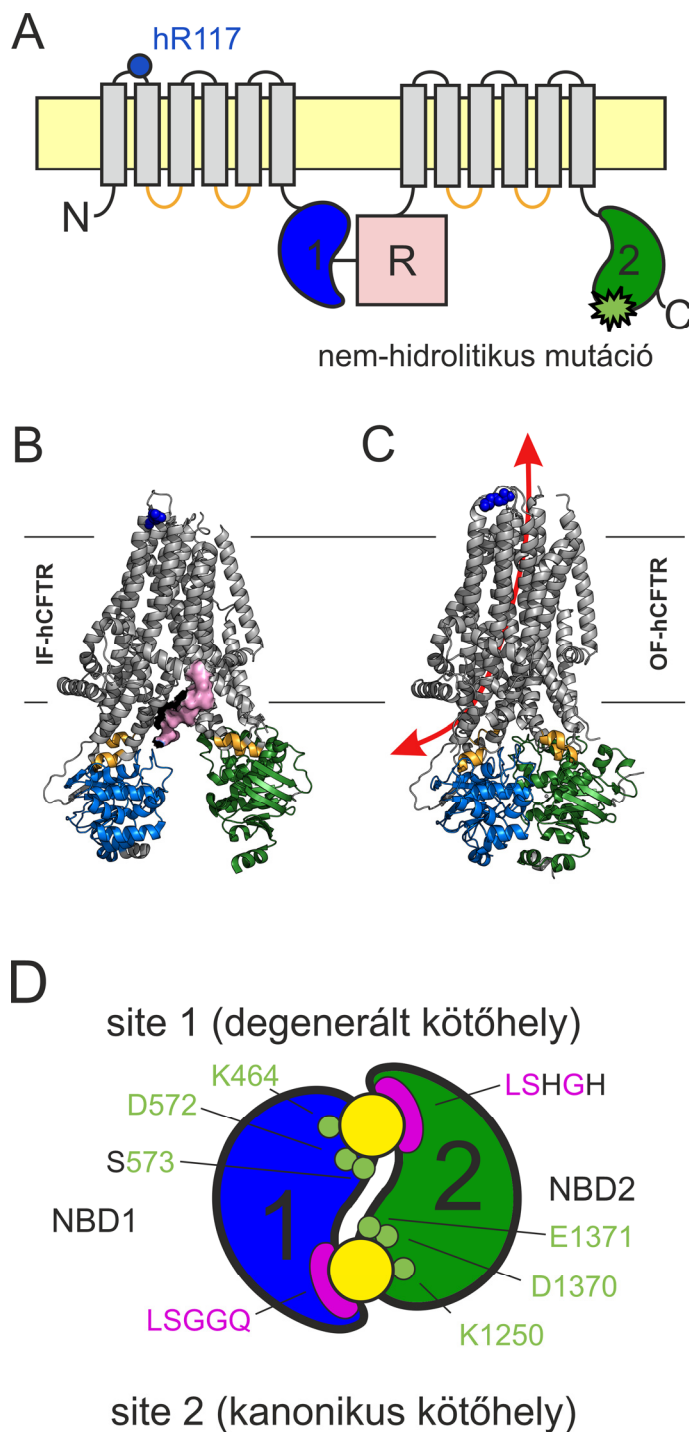 A
hR117
N
1
R
2
C
nem-hidrolitikus mutáció
B
C
IF-hCFTR
OF-hCFTR
D
site 1 (degenerált kötőhely)
K464
LSHGH
D572
S573
NBD1
1
2
NBD2
E1371
D1370
LSGGQ
K1250
site 2 (kanonikus kötőhely)